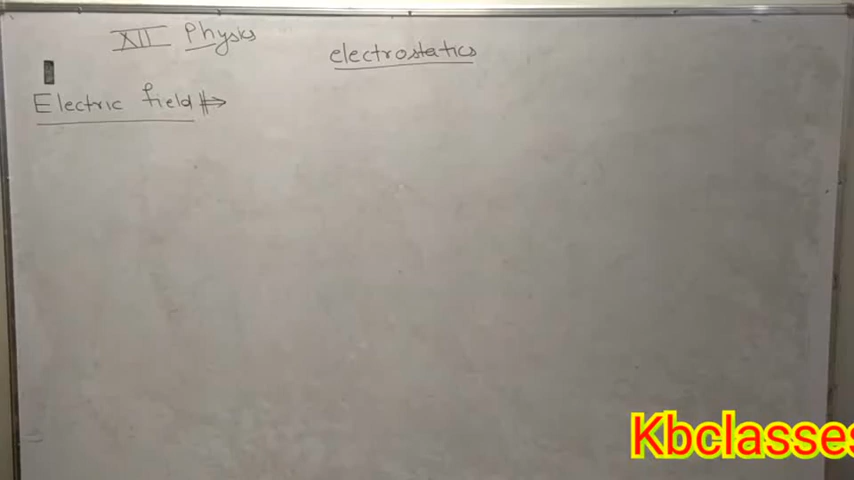 XII Physics
electrostatics
Electric field ⇒
Kbclasses